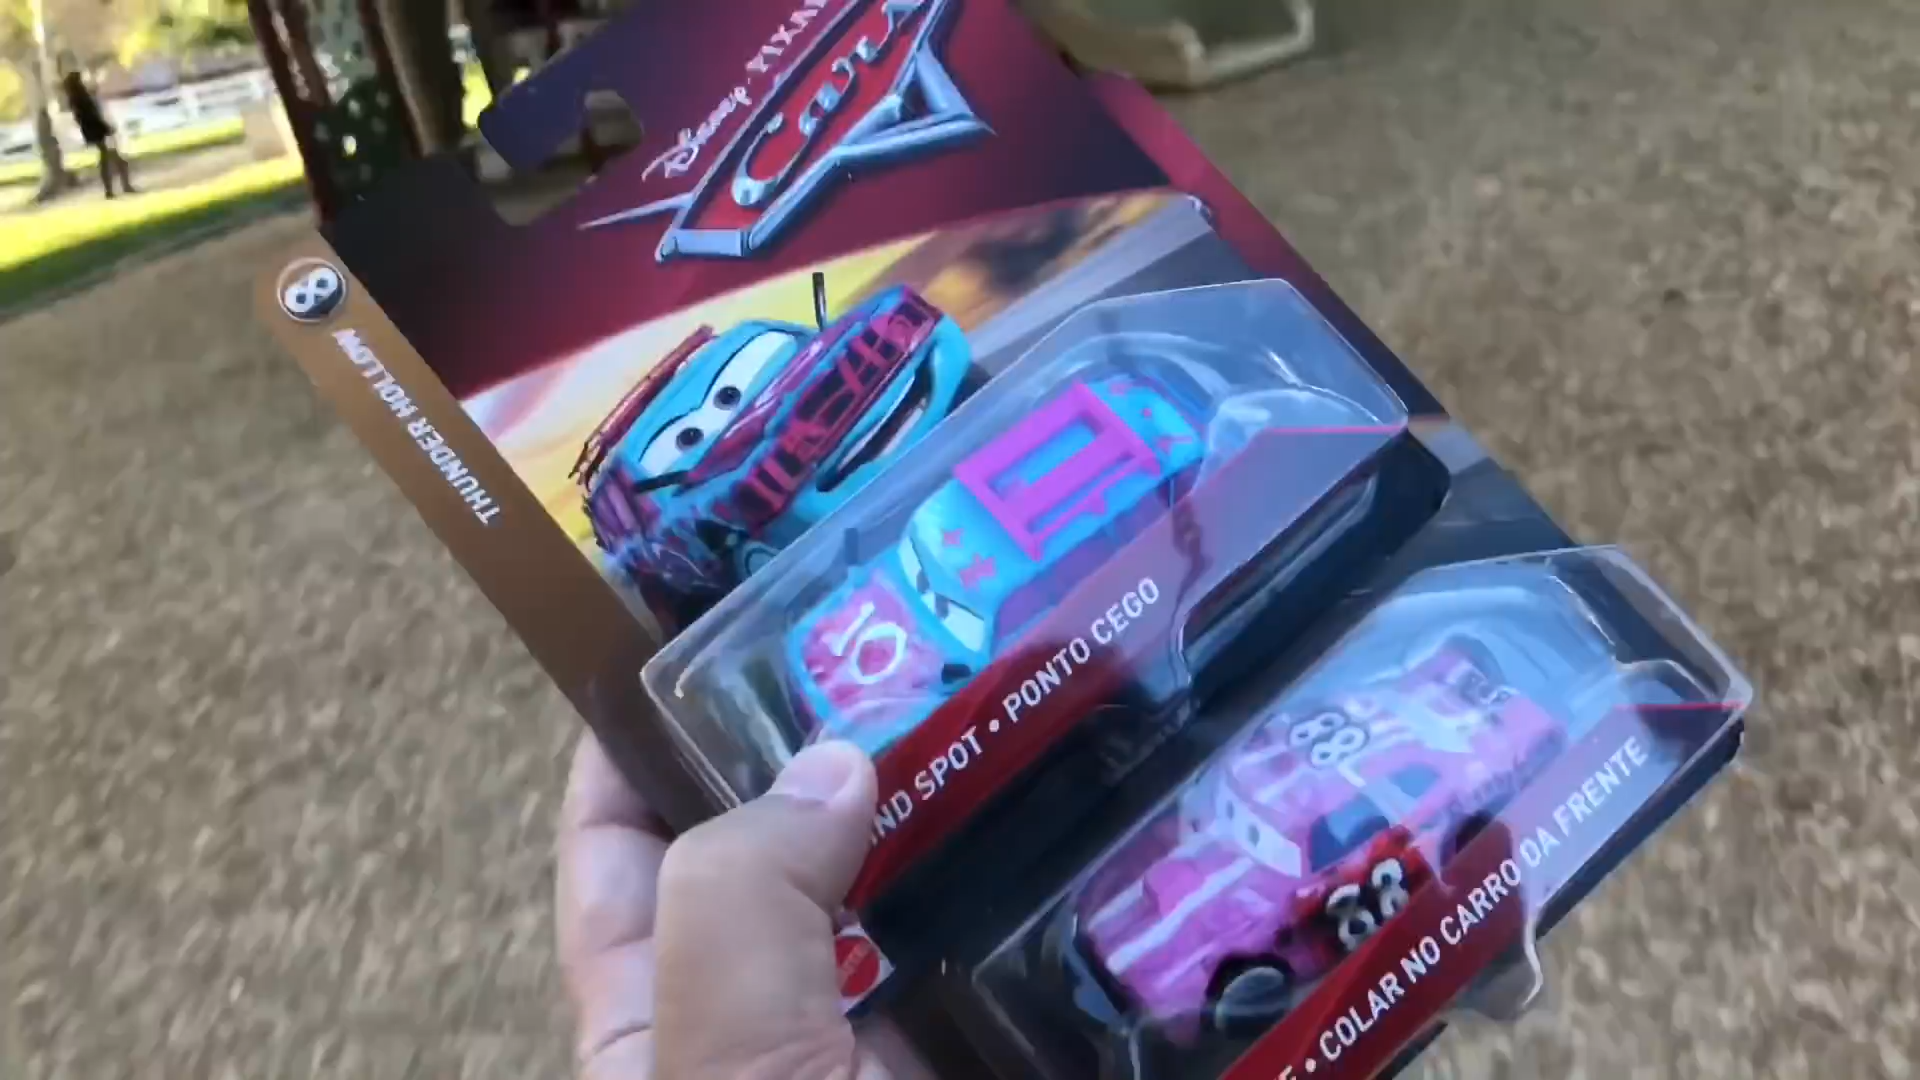 Disney·PIXAR
Cars
8
THUNDER HOLLOW
10
IND SPOT • PONTO CEGO
88
88
E • COLAR NO CARRO DA FRENTE